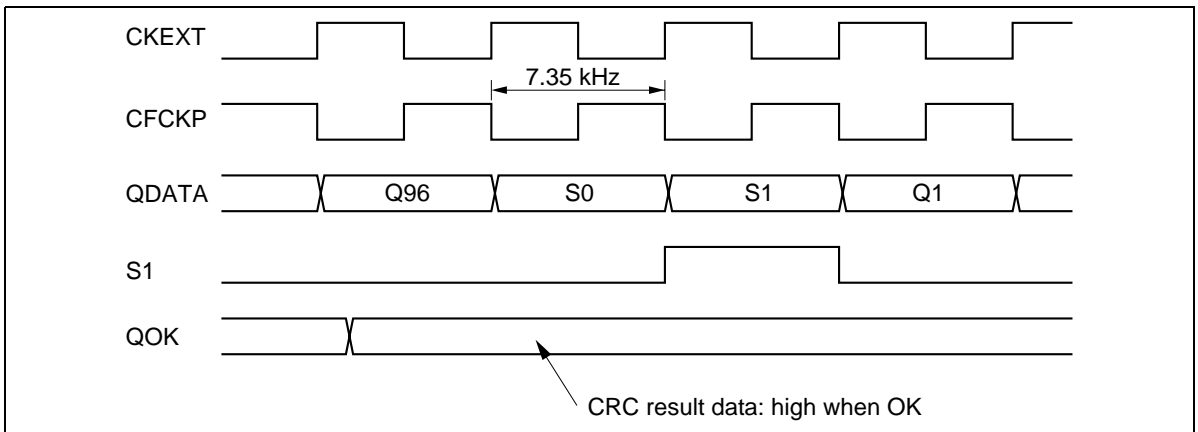 CKEXT
7.35 kHz
CFCKP
QDATA Q96 S0 S1 Q1
S1
QOK
CRC result data: high when OK